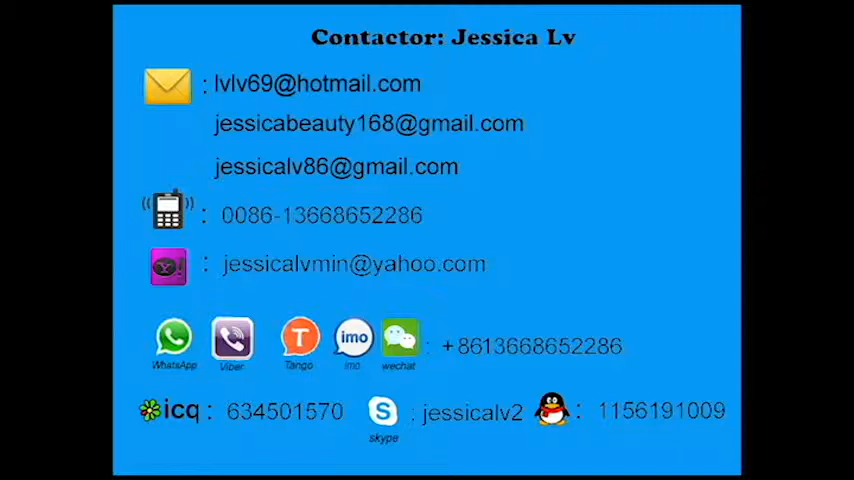 Contactor: Jessica Lv
: lvlv69@hotmail.com
jessicabeauty168@gmail.com
jessicalv86@gmail.com
: 0086-13668652286
Y! : jessicalvmin@yahoo.com
T imo : +8613668652286
WhatsApp Viber Tango imo wechat
icq : 634501570 S : jessicalv2 : 1156191009
skype